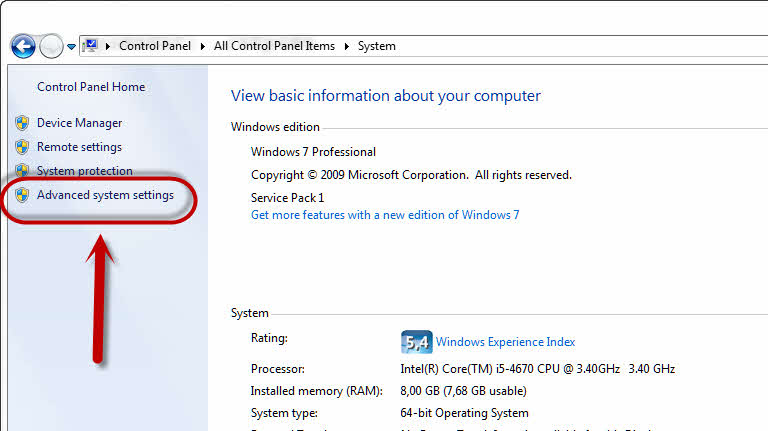 Control Panel All Control Panel Items System
Control Panel Home
Device Manager
Remote settings
System protection
Advanced system settings
View basic information about your computer
Windows edition
Windows 7 Professional
Copyright © 2009 Microsoft Corporation. All rights reserved.
Service Pack 1
Get more features with a new edition of Windows 7
System
Rating: 5,4 Windows Experience Index
Processor: Intel(R) Core(TM) i5-4670 CPU @ 3.40GHz 3.40 GHz
Installed memory (RAM): 8,00 GB (7,68 GB usable)
System type: 64-bit Operating System